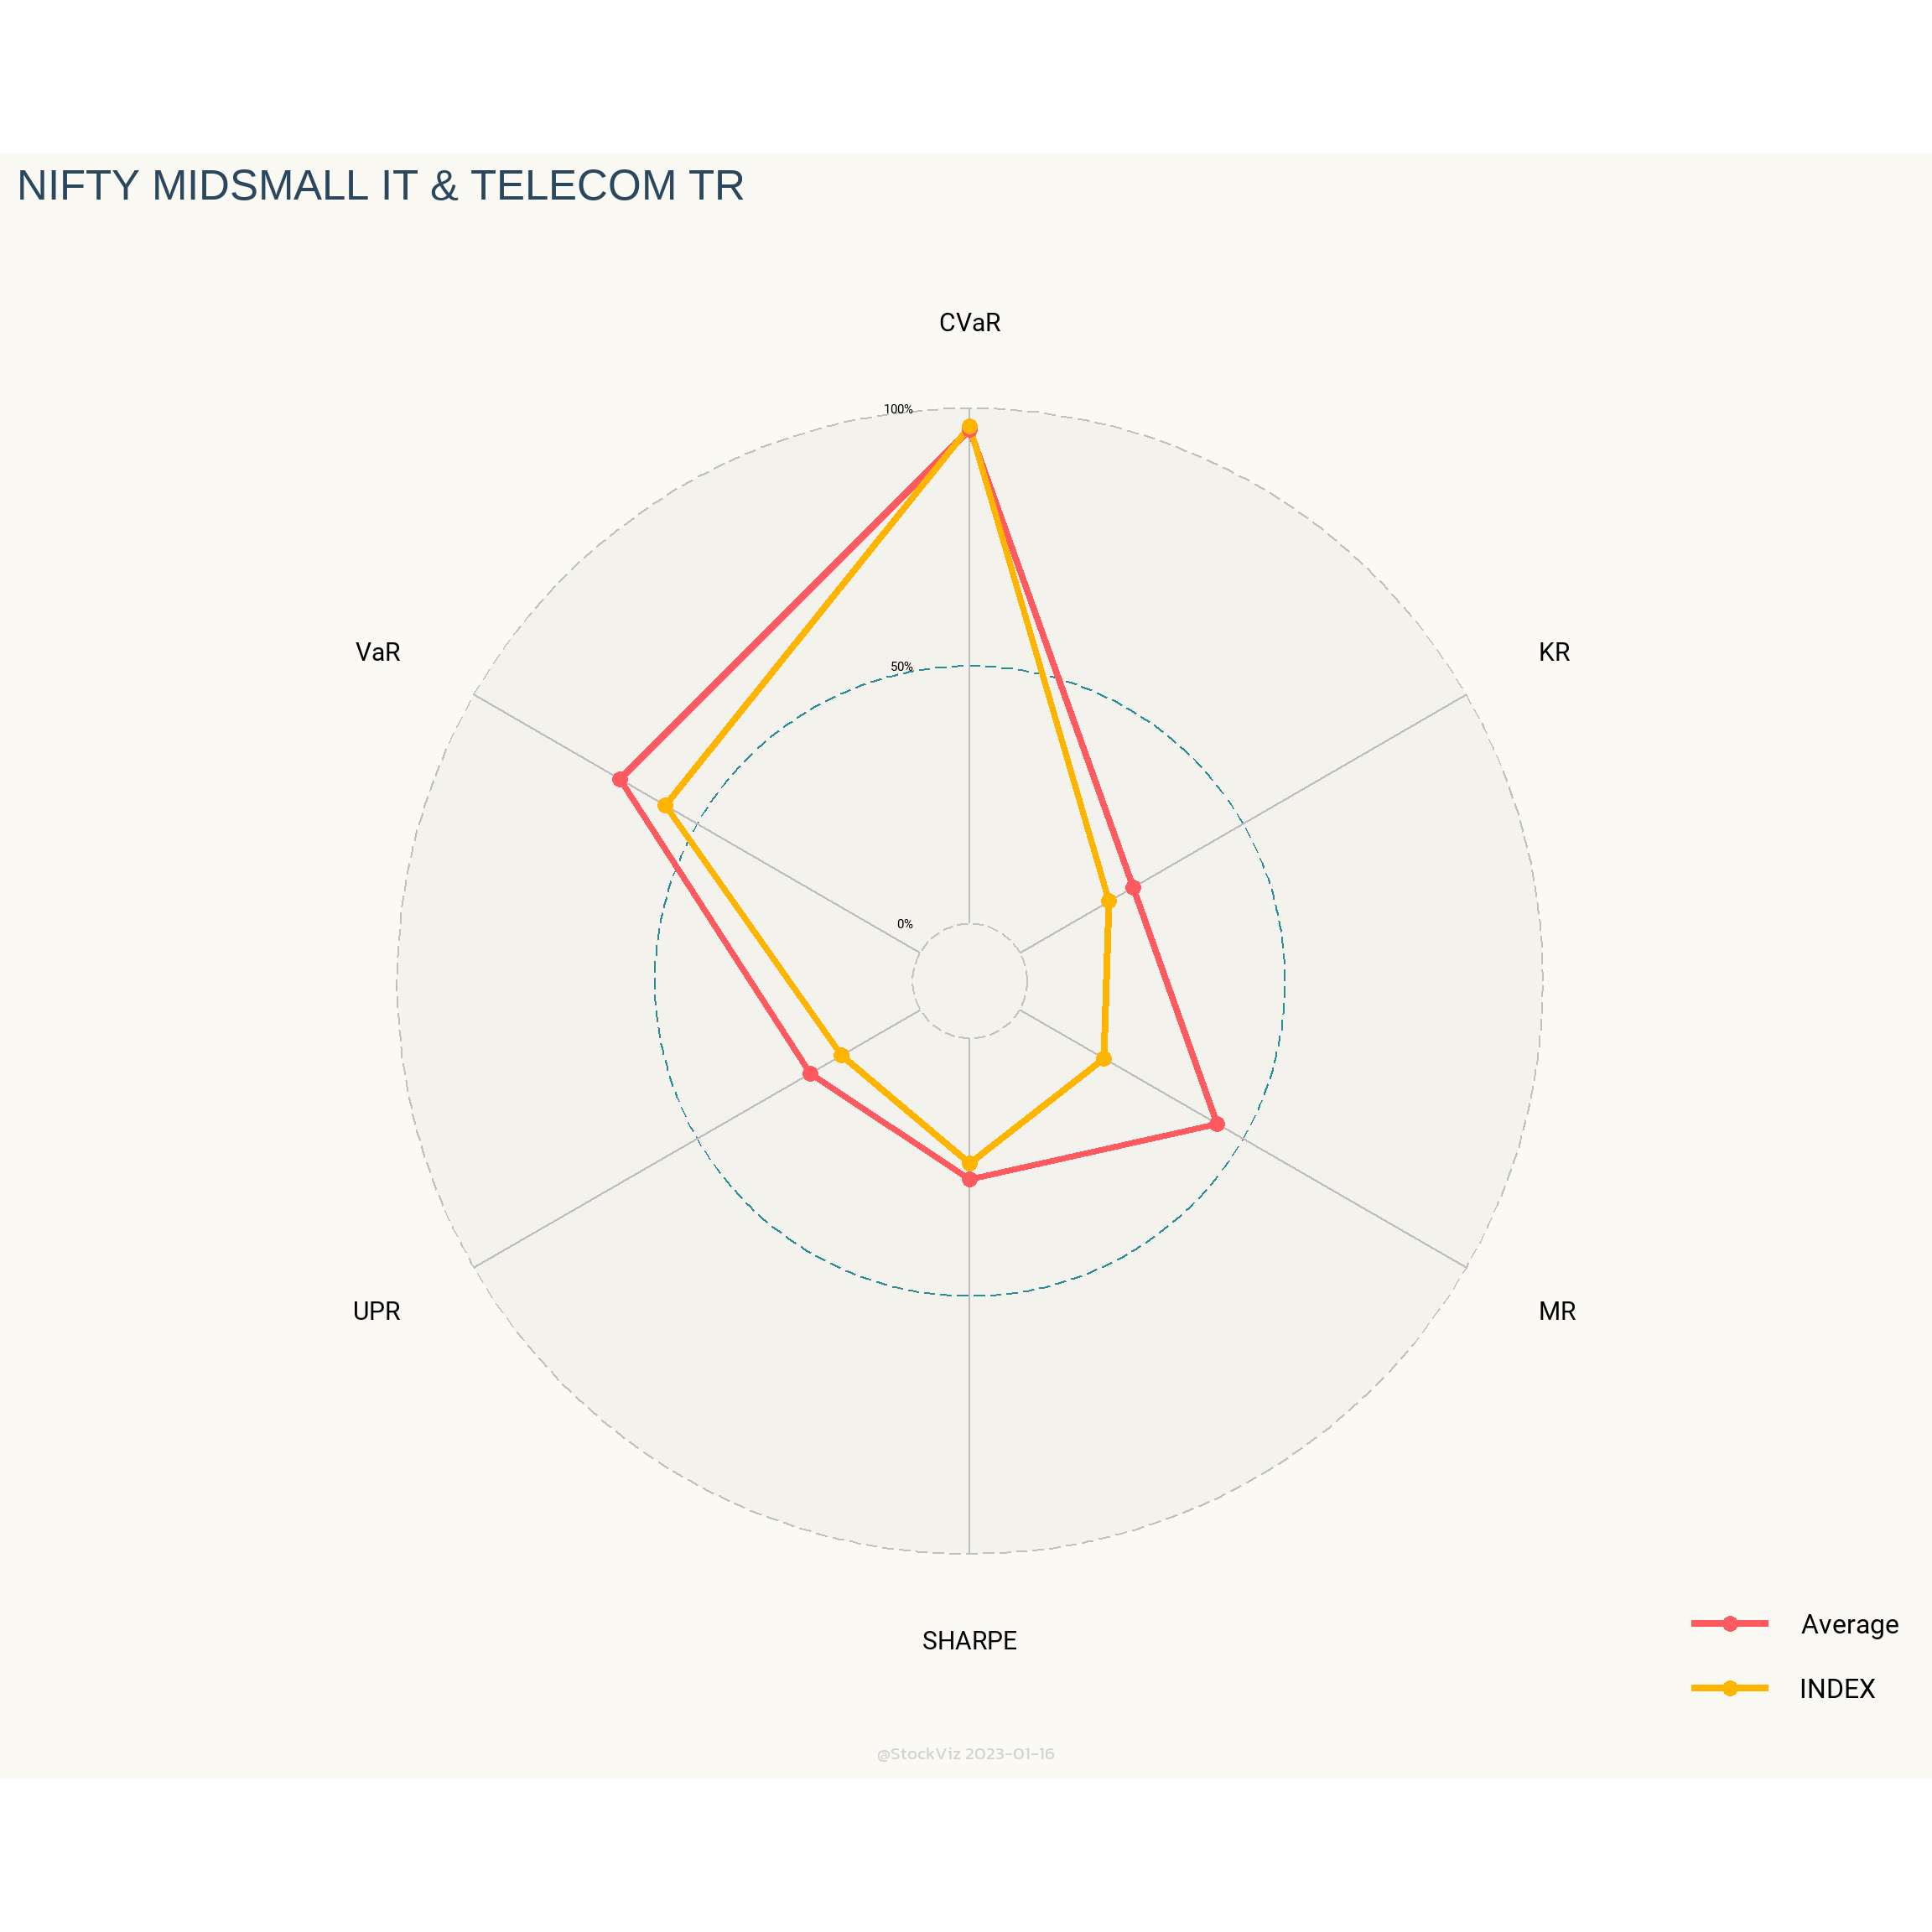 NIFTY MIDSMALL IT & TELECOM TR
CVaR
100%
VaR
KR
50%
0%
UPR
MR
SHARPE
Average
INDEX
@StockViz 2023-01-16